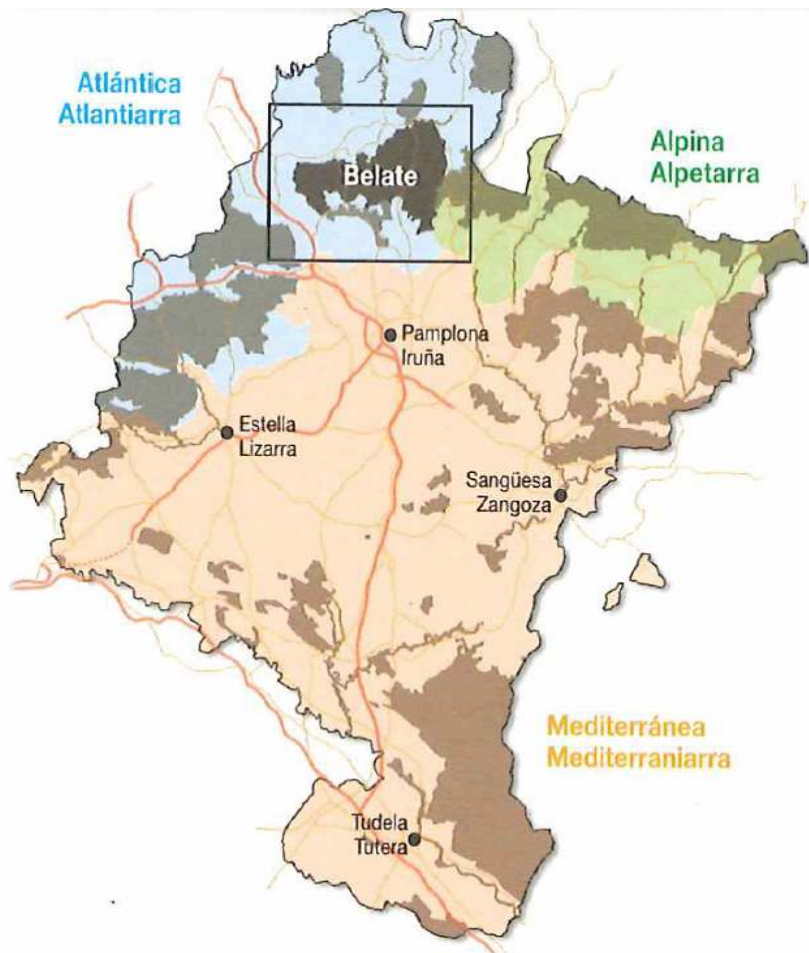 Atlántica
Atlantiarra
Alpina
Alpetarra
Belate
Pamplona
Iruña
Estella
Lizarra
Sangüesa
Zangoza
Mediterránea
Mediterraniarra
Tudela
Tutera